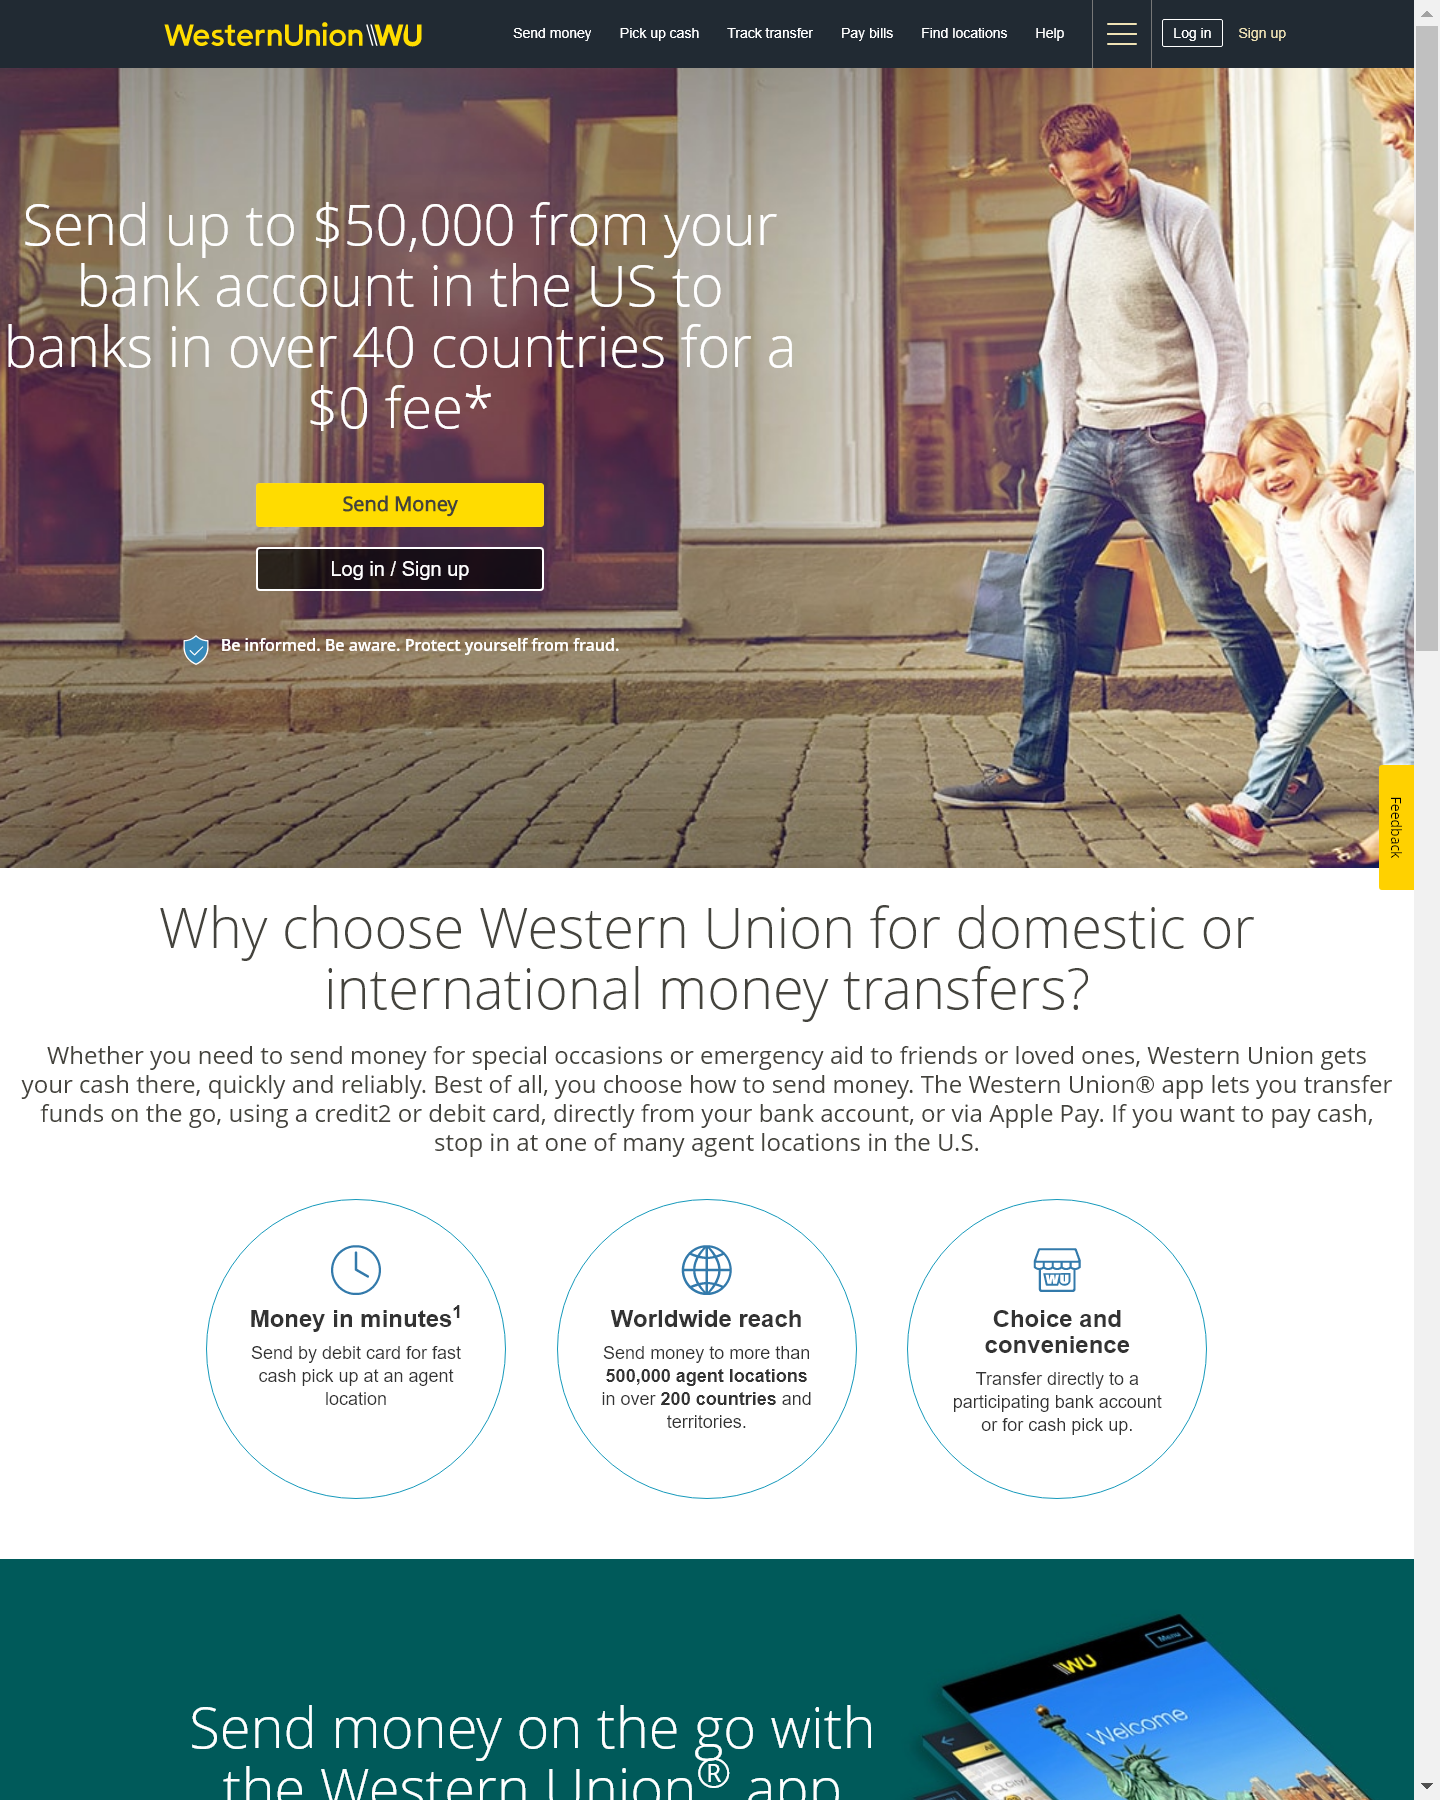 WesternUnion WU
Send money
Pick up cash
Track transfer
Pay bills
Find locations
Help
Log in
Sign up
Send up to $50,000 from your
bank account in the US to
banks in over 40 countries for a
$0 fee*
Send Money
Log in / Sign up
Be informed. Be aware. Protect yourself from fraud.
Feedback
Why choose Western Union for domestic or
international money transfers?
Whether you need to send money for special occasions or emergency aid to friends or loved ones, Western Union gets
your cash there, quickly and reliably. Best of all, you choose how to send money. The Western Union® app lets you transfer
funds on the go, using a credit2 or debit card, directly from your bank account, or via Apple Pay. If you want to pay cash,
stop in at one of many agent locations in the U.S.
Money in minutes1
Send by debit card for fast
cash pick up at an agent
location
Worldwide reach
Send money to more than
500,000 agent locations
in over 200 countries and
territories.
WU
Choice and
convenience
Transfer directly to a
participating bank account
or for cash pick up.
Send money on the go with
the Western Union® app
WU
Menu
Welcome